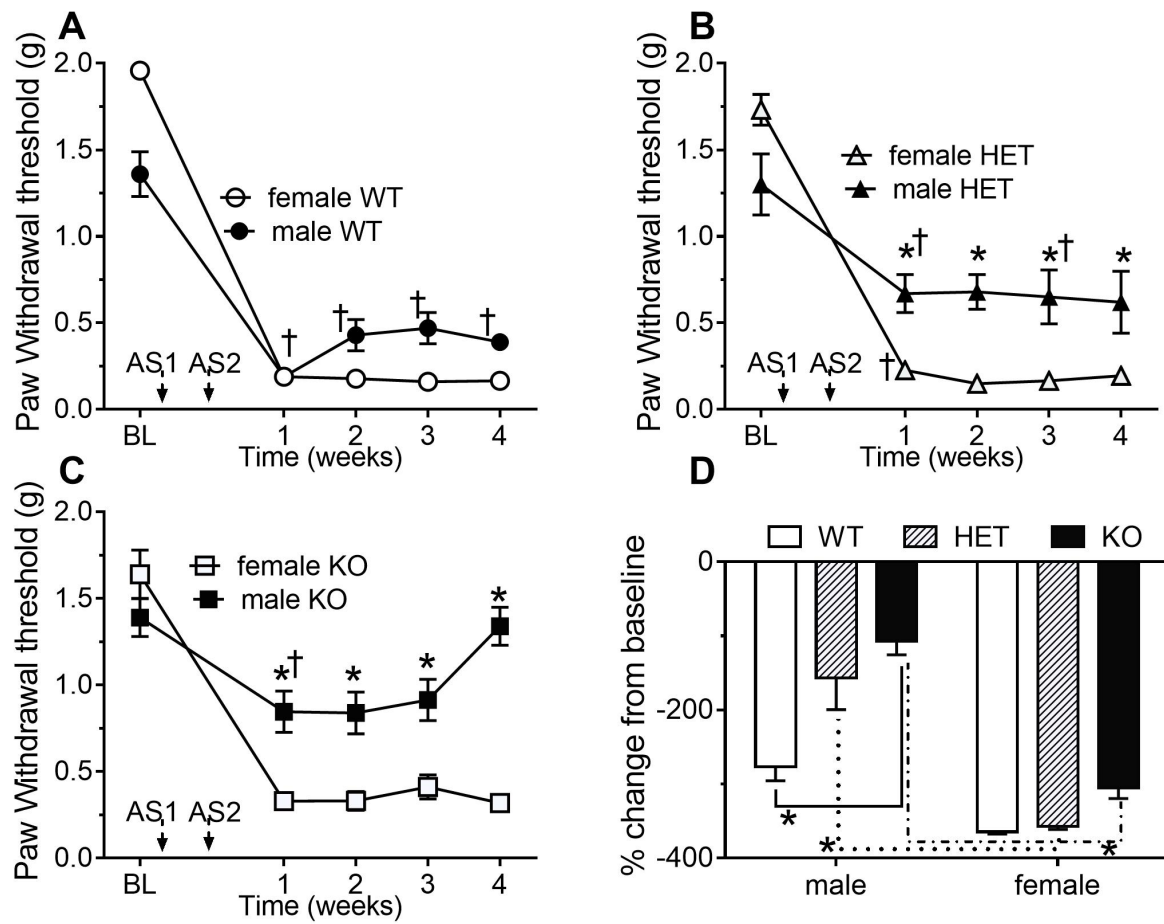 A
Paw Withdrawal threshold (g)
2.0
1.5
1.0
0.5
0.0
female WT
male WT
†
†
†
†
AS1 AS2
BL 1 2 3 4
Time (weeks)
B
Paw Withdrawal threshold (g)
2.0
1.5
1.0
0.5
0.0
female HET
male HET
*† * *† *
†
AS1 AS2
BL 1 2 3 4
Time (weeks)
C
Paw Withdrawal threshold (g)
2.0
1.5
1.0
0.5
0.0
female KO
male KO
*† * * *
AS1 AS2
BL 1 2 3 4
Time (weeks)
D
% change from baseline
WT HET KO
0
-200
-400
*
* *
male female